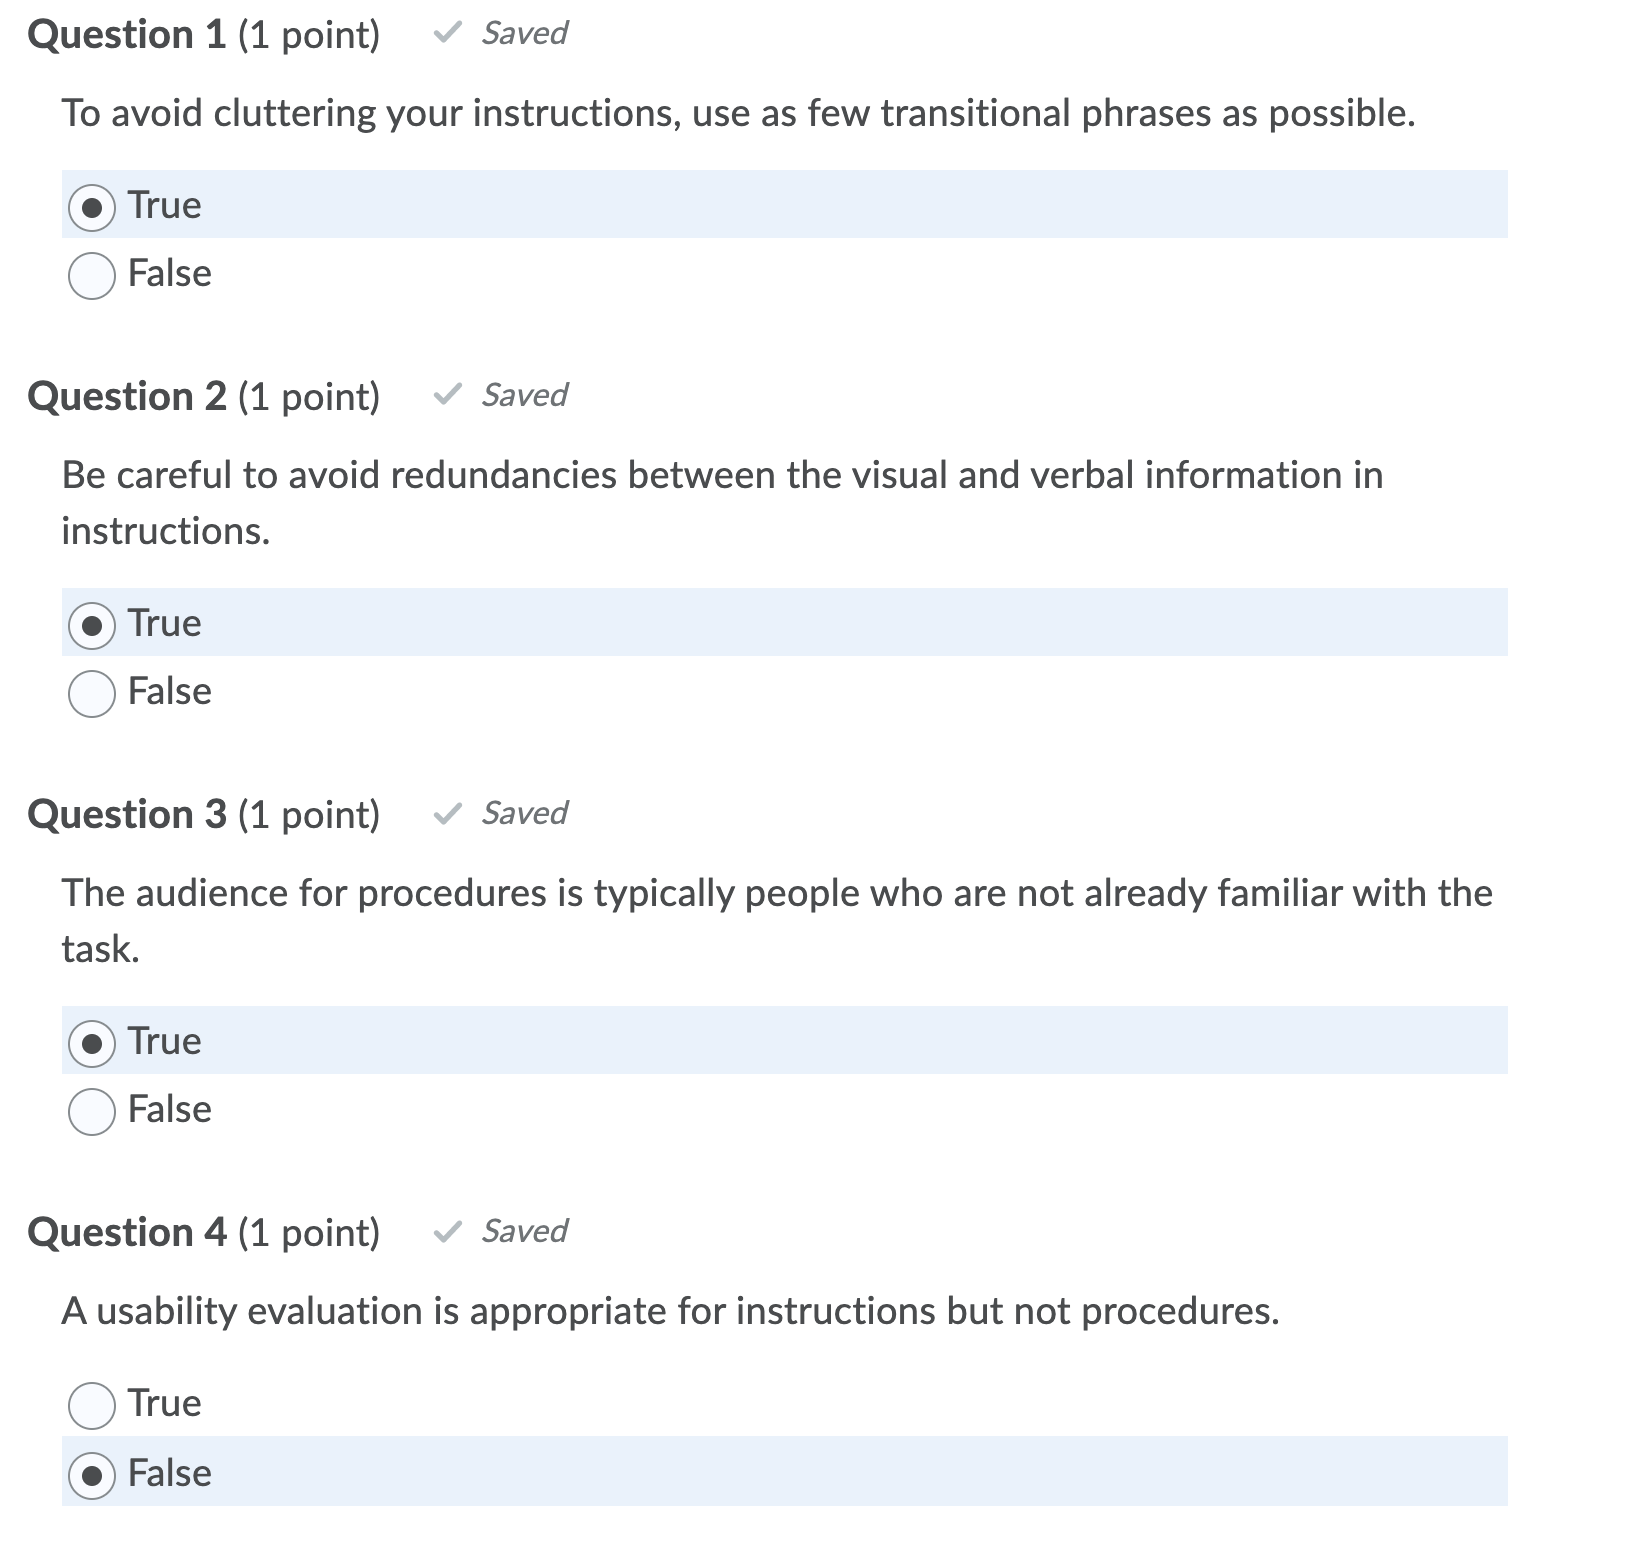 Question 1 (1 point) Saved
To avoid cluttering your instructions, use as few transitional phrases as possible.
True
False
Question 2 (1 point) Saved
Be careful to avoid redundancies between the visual and verbal information in
instructions.
True
False
Question 3 (1 point) Saved
The audience for procedures is typically people who are not already familiar with the
task.
True
False
Question 4 (1 point) Saved
A usability evaluation is appropriate for instructions but not procedures.
True
False